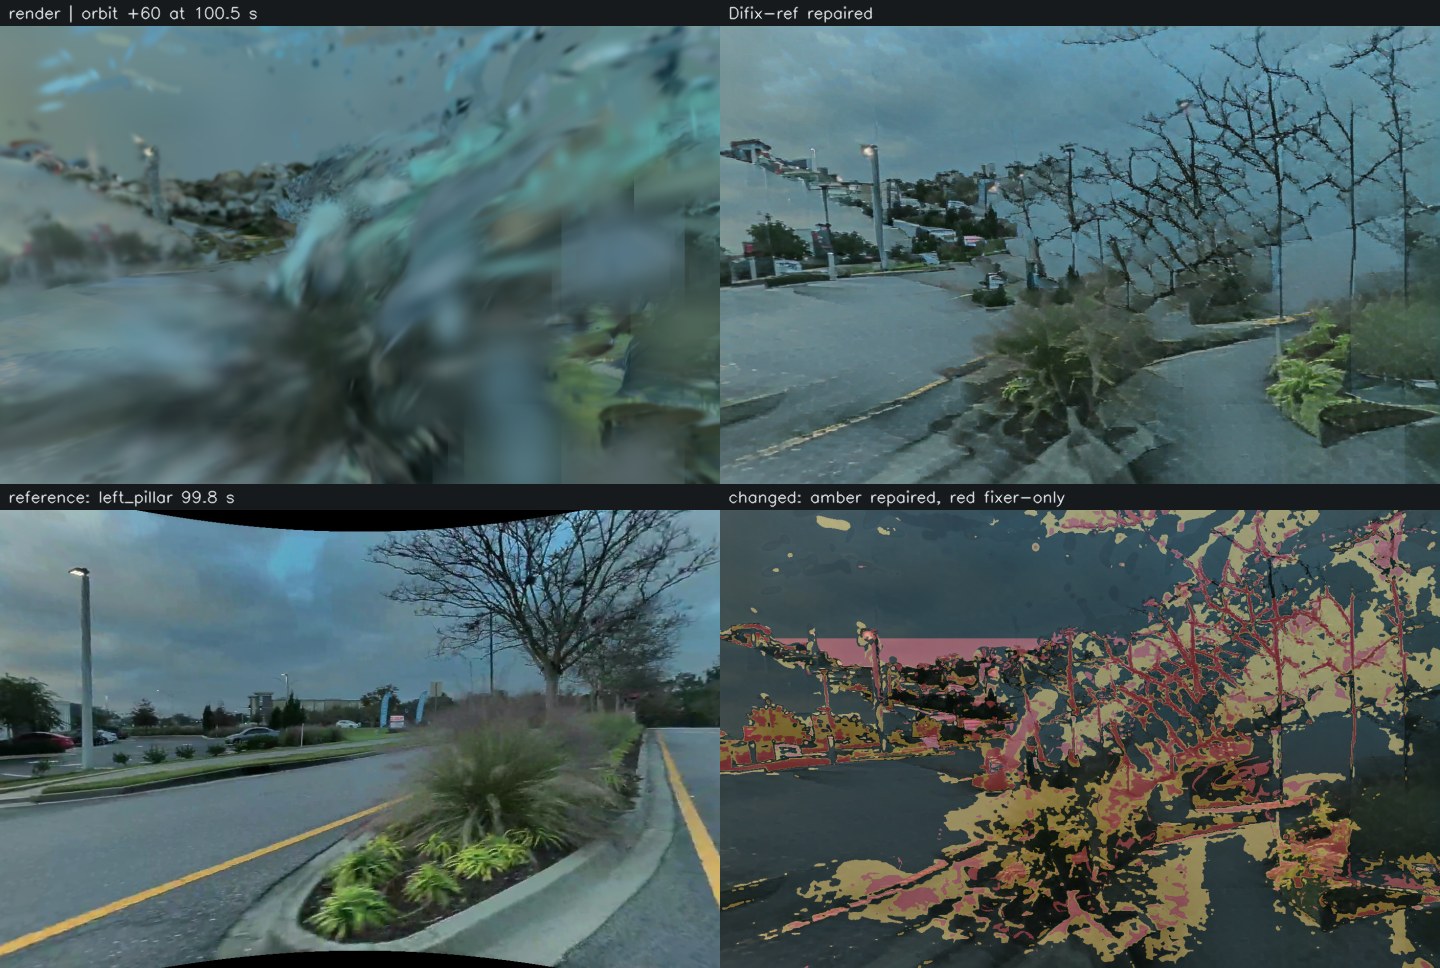 render | orbit +60 at 100.5 s
Difix-ref repaired
reference: left_pillar 99.8 s
changed: amber repaired, red fixer-only